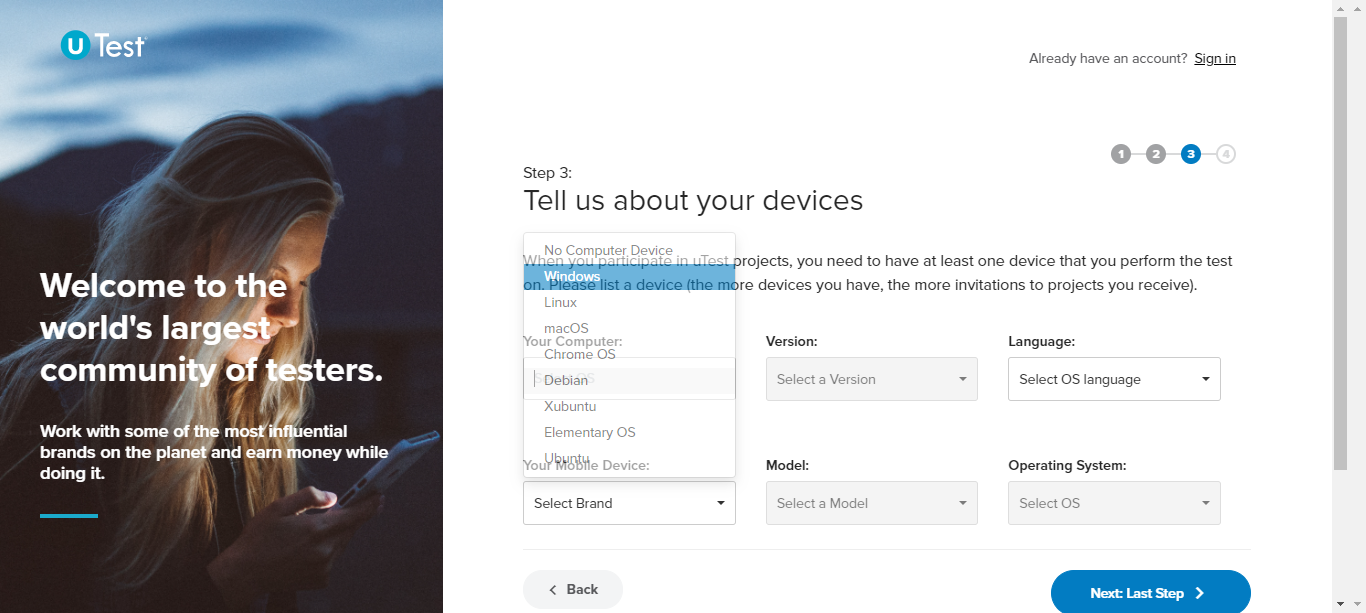 uTest
Already have an account? Sign in
1 2 3 4
Step 3:
Tell us about your devices
When you participate in uTest projects, you need to have at least one device that you perform the test
on. Please list a device (the more devices you have, the more invitations to projects you receive).
No Computer Device
Windows
Linux
macOS
Chrome OS
Debian
Xubuntu
Elementary OS
Ubuntu
Your Computer:
Select OS
Version:
Select a Version
Language:
Select OS language
Your Mobile Device:
Select Brand
Model:
Select a Model
Operating System:
Select OS
Back
Next: Last Step
Welcome to the
world's largest
community of testers.
Work with some of the most influential
brands on the planet and earn money while
doing it.